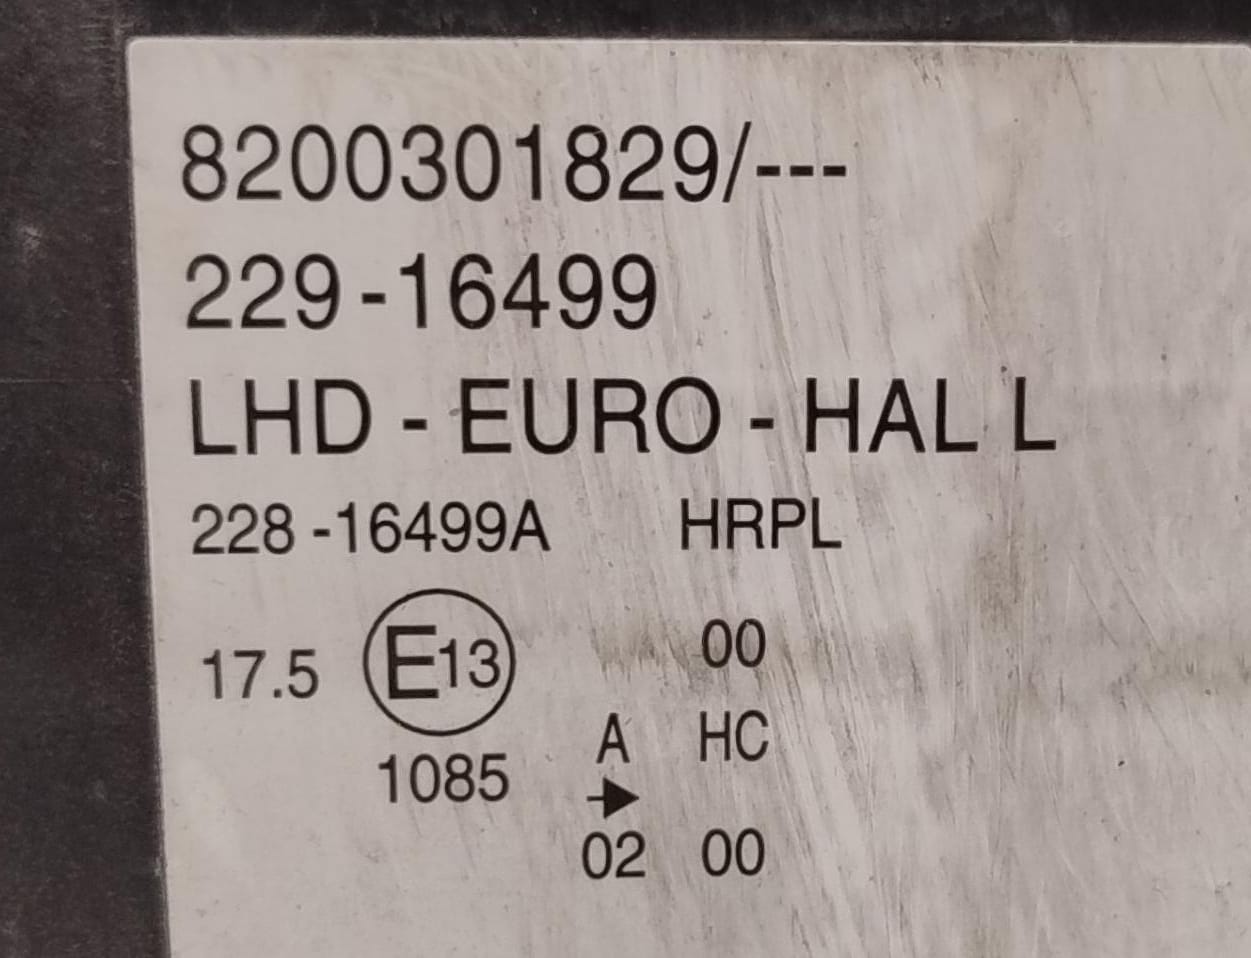 8200301829/---
229-16499
LHD - EURO - HAL L
228-16499A HRPL
00
17.5 E13
A HC
1085
→
02 00